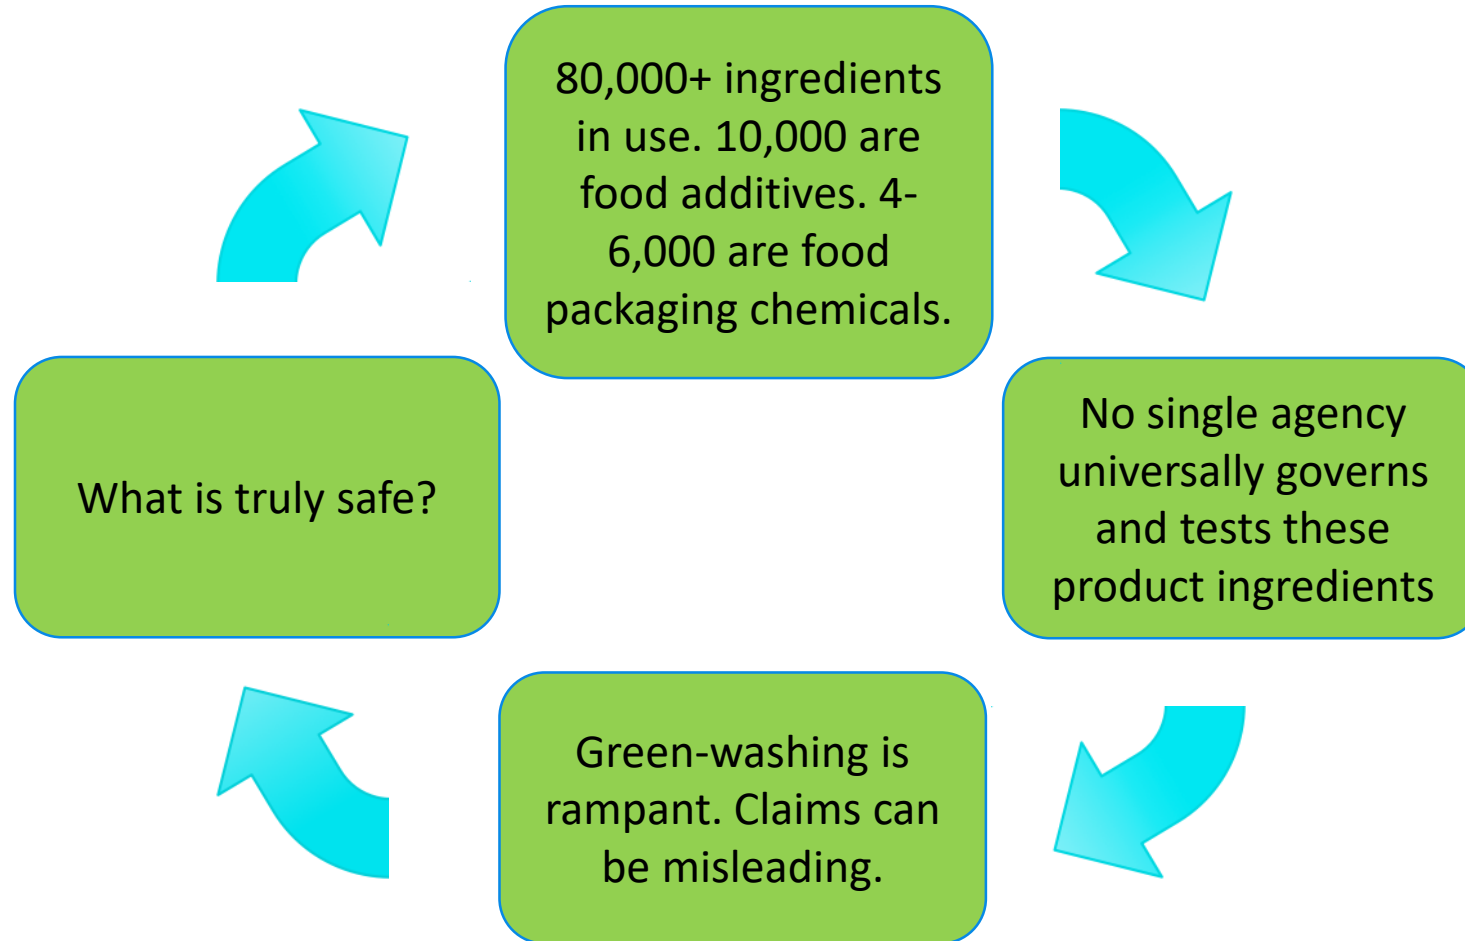 80,000+ ingredients
in use. 10,000 are
food additives. 4-
6,000 are food
packaging chemicals.
No single agency
universally governs
and tests these
product ingredients
Green-washing is
rampant. Claims can
be misleading.
What is truly safe?